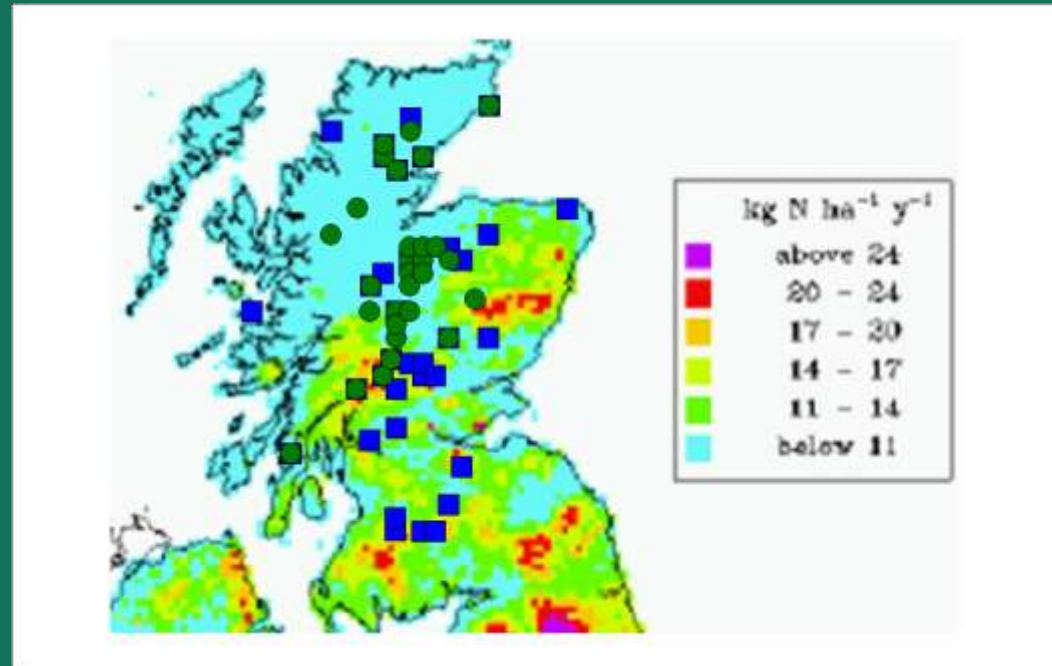 kg N ha⁻¹ y⁻¹
above 24
20 - 24
17 - 20
14 - 17
11 - 14
below 11